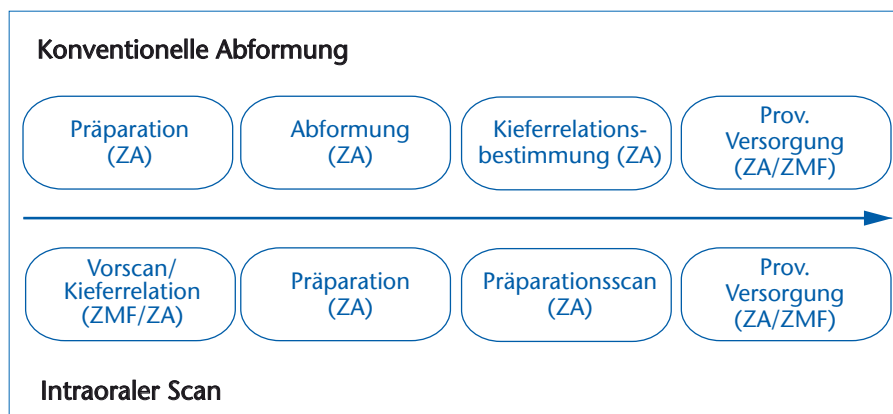 Konventionelle Abformung
Präparation
(ZA)
Abformung
(ZA)
Kieferrelations-
bestimmung (ZA)
Prov.
Versorgung
(ZA/ZMF)
Vorscan/
Kieferrelation
(ZMF/ZA)
Präparation
(ZA)
Präparationsscan
(ZA)
Prov.
Versorgung
(ZA/ZMF)
Intraoraler Scan